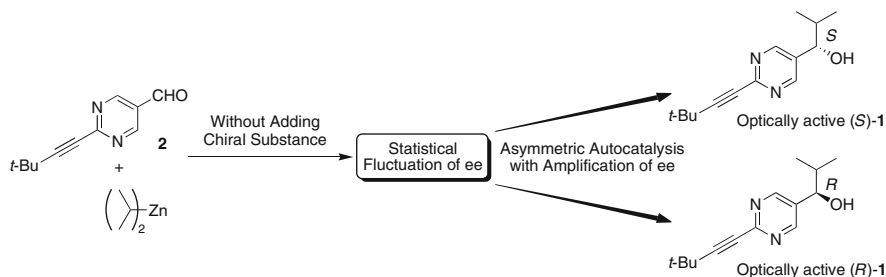 CHO
N
N
2
t-Bu
+
Zn
2
Without Adding
Chiral Substance
Statistical
Fluctuation of ee
Asymmetric Autocatalysis
with Amplification of ee
S
OH
N
N
t-Bu
Optically active (S)-1
R
OH
N
N
t-Bu
Optically active (R)-1